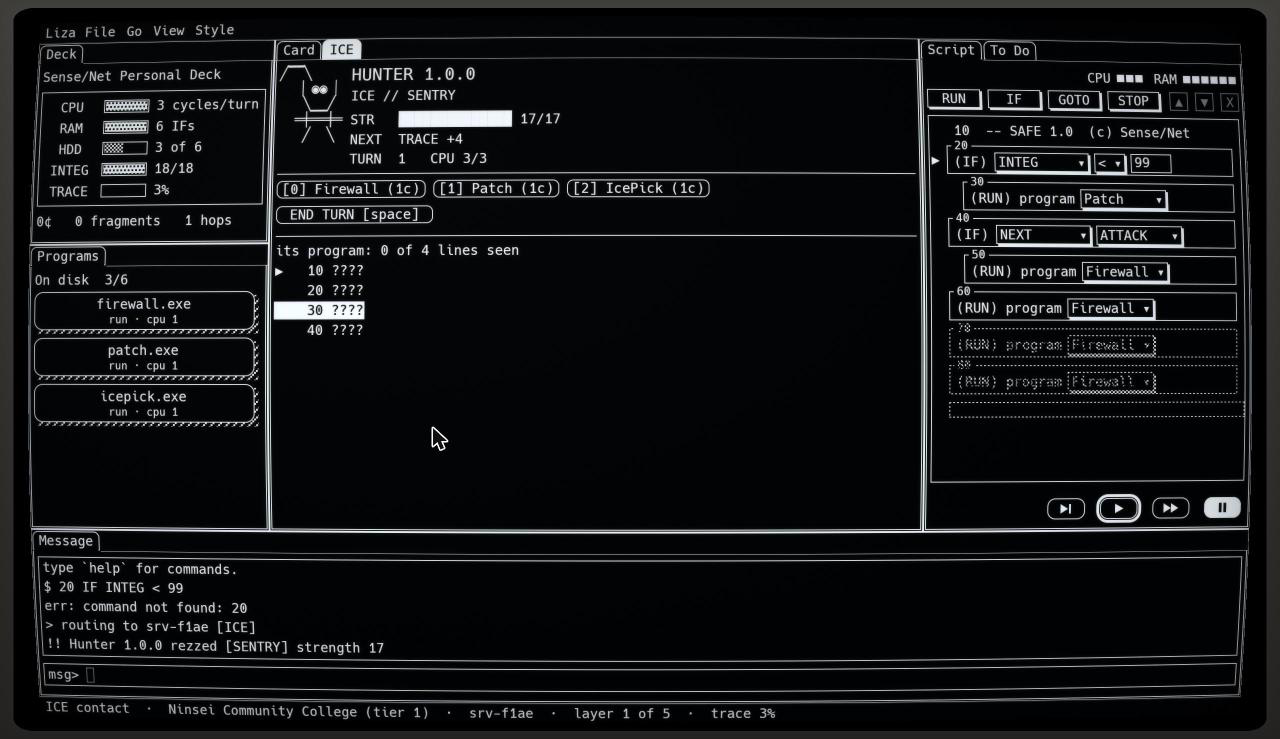 Liza File Go View Style
Deck
Sense/Net Personal Deck
CPU 3 cycles/turn
RAM 6 IFs
HDD 3 of 6
INTEG 18/18
TRACE 3%
0¢ 0 fragments 1 hops
Programs
On disk 3/6
firewall.exe
run · cpu 1
patch.exe
run · cpu 1
icepick.exe
run · cpu 1
Card ICE
HUNTER 1.0.0
ICE // SENTRY
STR 17/17
NEXT TRACE +4
TURN 1 CPU 3/3
[0] Firewall (1c) [1] Patch (1c) [2] IcePick (1c)
END TURN [space]
its program: 0 of 4 lines seen
▶ 10 ????
20 ????
30 ????
40 ????
Script To Do
CPU ■■■ RAM ■■■■■■
RUN IF GOTO STOP ▲ ▼ X
10 -- SAFE 1.0 (c) Sense/Net
20
▶ (IF) INTEG ▾ < ▾ 99
30
(RUN) program Patch ▾
40
(IF) NEXT ▾ ATTACK ▾
50
(RUN) program Firewall ▾
60
(RUN) program Firewall ▾
(RUN) program Firewall ▾
(RUN) program Firewall ▾
Message
type `help` for commands.
$ 20 IF INTEG < 99
err: command not found: 20
> routing to srv-f1ae [ICE]
!! Hunter 1.0.0 rezzed [SENTRY] strength 17
msg>
ICE contact · Ninsei Community College (tier 1) · srv-f1ae · layer 1 of 5 · trace 3%